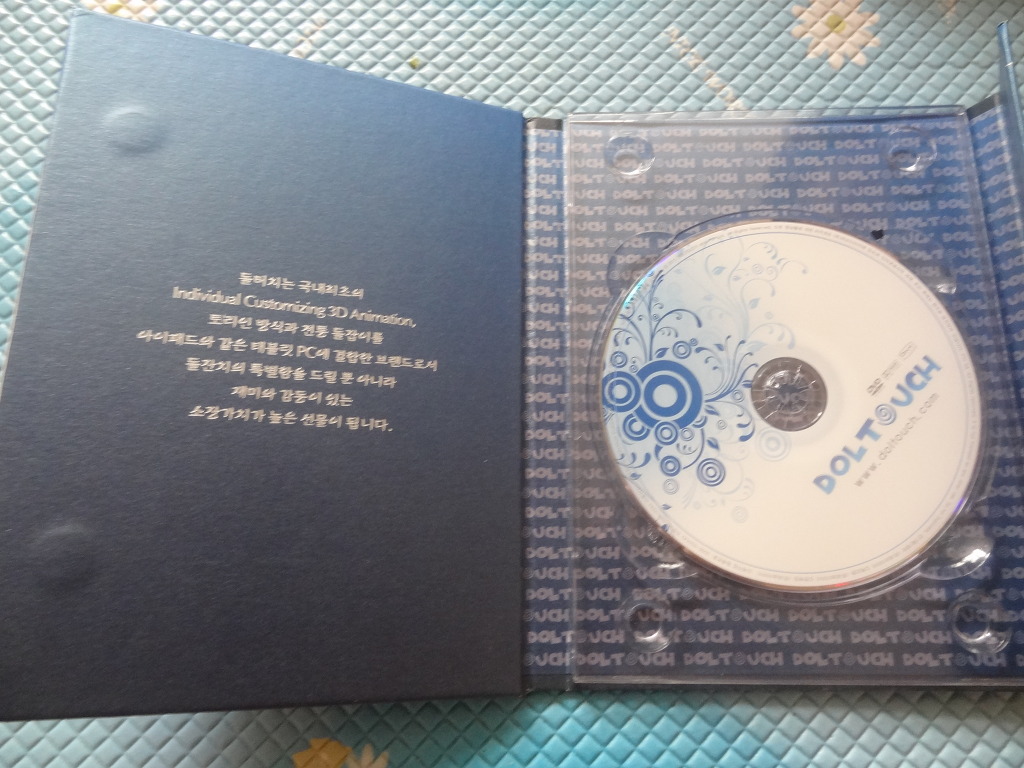 돌터치는 국내최초의
Individual Customizing 3D Animation,
토리인 방식과 전통 돌잡이를
아이패드와 같은 태블릿 PC에 결합한 브랜드로서
돌잔치의 특별함을 드릴 뿐 아니라
재미와 감동이 있는
소장가치가 높은 선물이 됩니다.
DOLTOUCH
www.doltouch.com